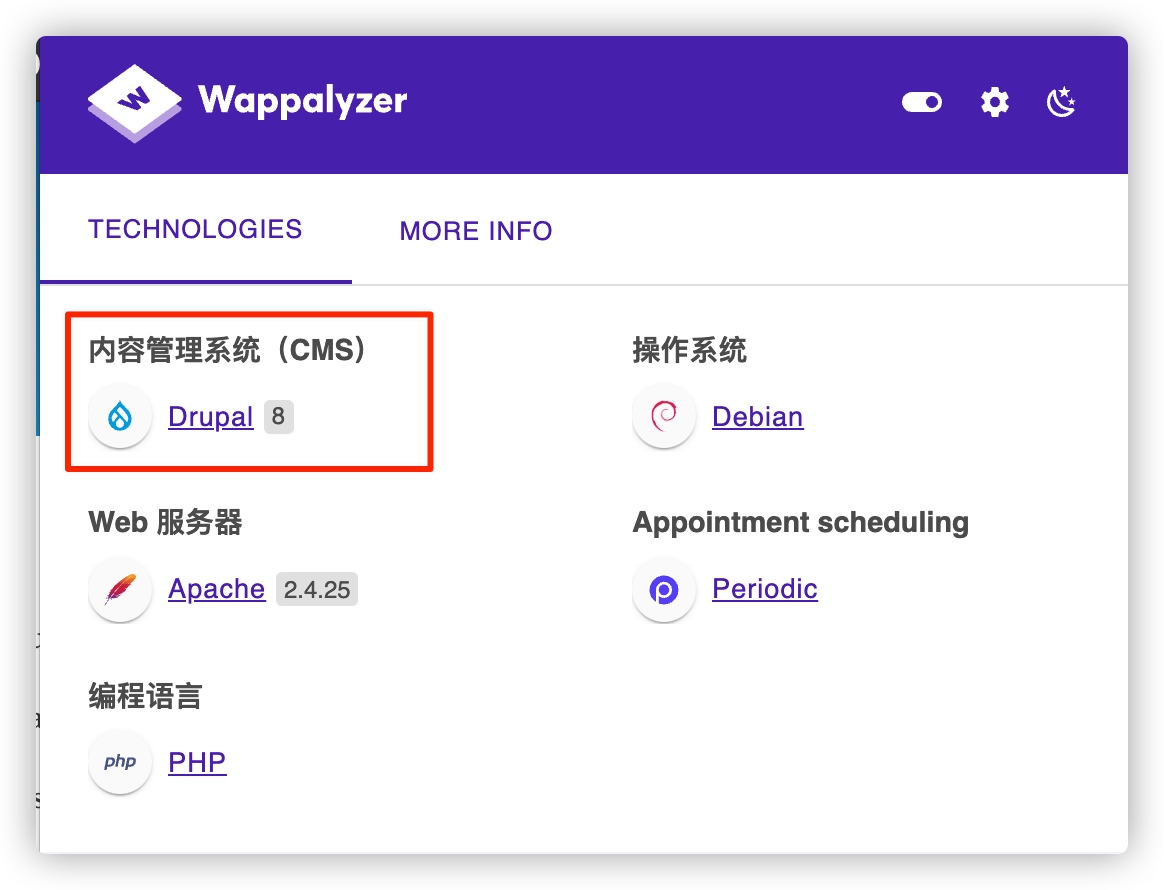 Wappalyzer
TECHNOLOGIES
MORE INFO
内容管理系统（CMS）
Drupal 8
操作系统
Debian
Web 服务器
Apache 2.4.25
Appointment scheduling
Periodic
编程语言
php PHP